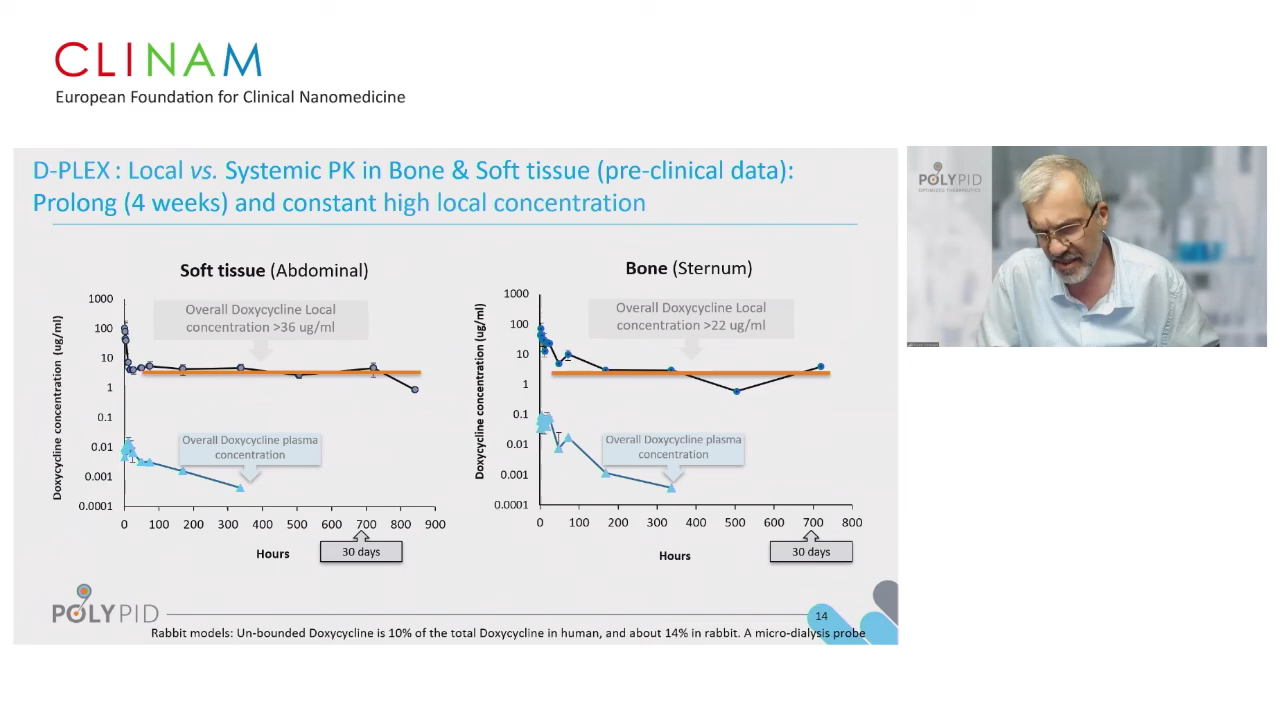 CLINAM
European Foundation for Clinical Nanomedicine
D-PLEX : Local vs. Systemic PK in Bone & Soft tissue (pre-clinical data):
Prolong (4 weeks) and constant high local concentration
Soft tissue (Abdominal)
Doxycycline concentration (ug/ml)
1000
100
10
1
0.1
0.01
0.001
0.0001
Overall Doxycycline Local
concentration >36 ug/ml
Overall Doxycycline plasma
concentration
0 100 200 300 400 500 600 700 800 900
Hours
30 days
Bone (Sternum)
Doxycycline concentration (ug/ml)
1000
100
10
1
0.1
0.01
0.001
0.0001
Overall Doxycycline Local
concentration >22 ug/ml
Overall Doxycycline plasma
concentration
0 100 200 300 400 500 600 700 800
Hours
30 days
POLYPID
14
Rabbit models: Un-bounded Doxycycline is 10% of the total Doxycycline in human, and about 14% in rabbit. A micro-dialysis probe
POLYPID
OPTIMIZED THERAPEUTICS